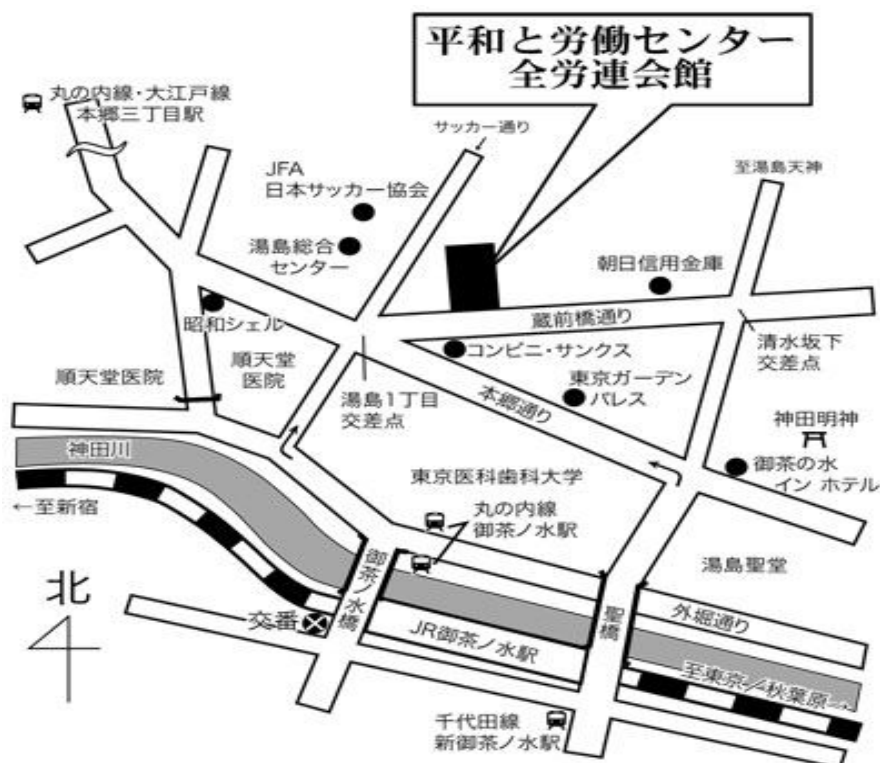 平和と労働センター
全労連会館
丸の内線・大江戸線
本郷三丁目駅
サッカー通り
JFA
日本サッカー協会
至湯島天神
湯島総合
センター
朝日信用金庫
昭和シェル
蔵前橋通り
清水坂下
交差点
コンビニ・サンクス
順天堂
医院
順天堂医院
東京ガーデン
パレス
湯島1丁目
交差点
本郷通り
神田明神
神田川
御茶の水
イン ホテル
東京医科歯科大学
←至新宿
丸の内線
御茶ノ水駅
湯島聖堂
御茶ノ水橋
北
外堀通り
交番
聖橋
JR御茶ノ水駅
至東京／秋葉原→
千代田線
新御茶ノ水駅